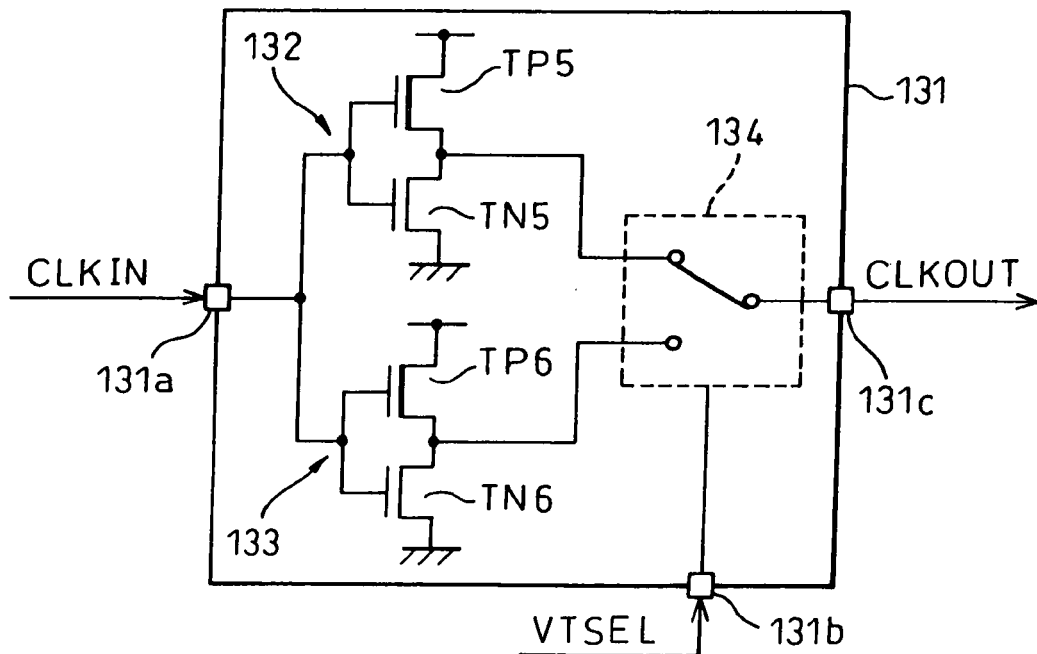 132
TP5
131
134
TN5
CLKIN
CLKOUT
131a
TP6
131c
TN6
133
VTSEL
131b